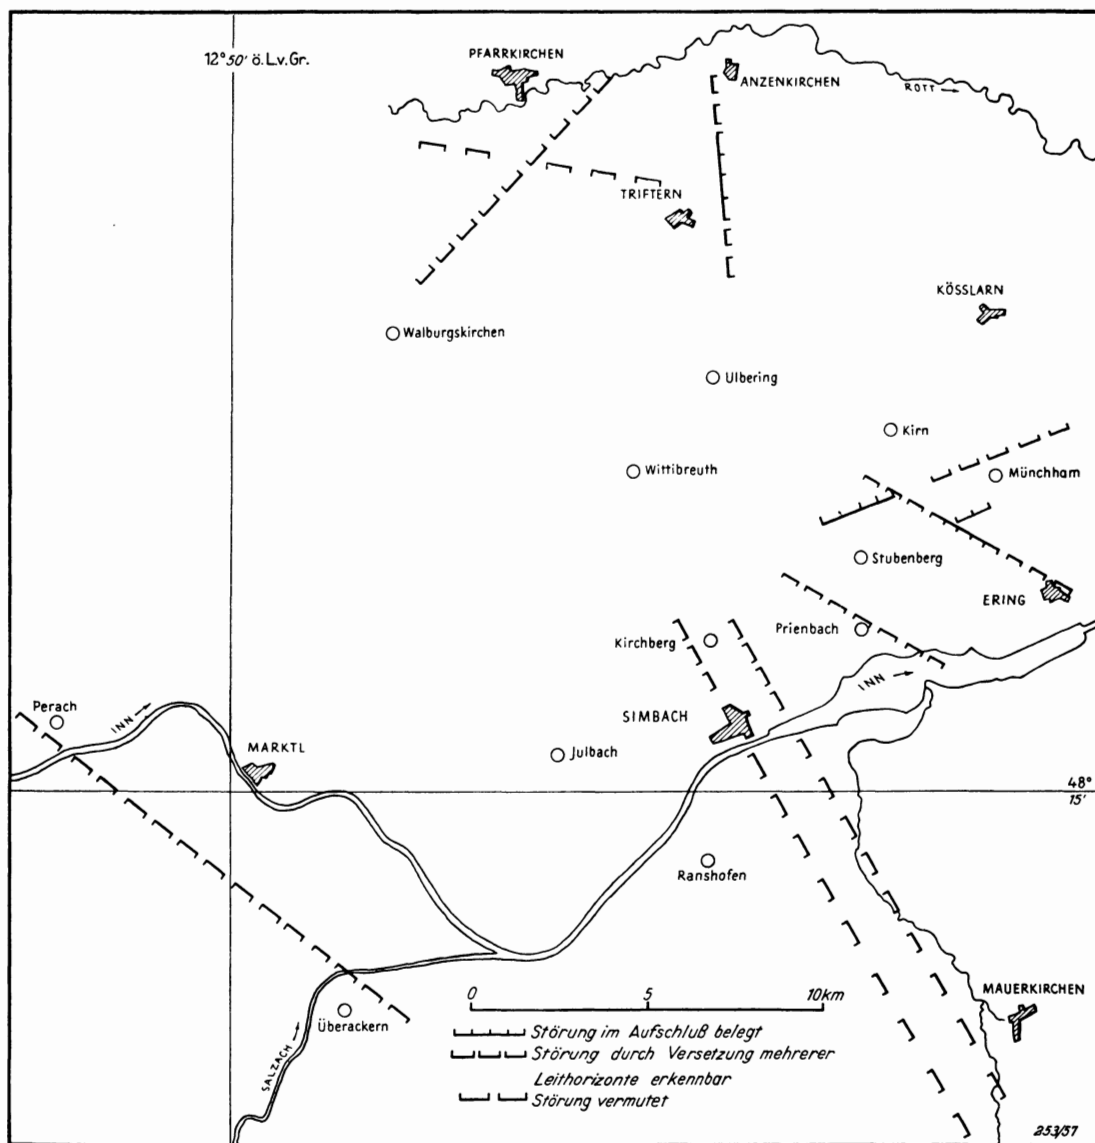 12°50' ö.L.v.Gr.
PFARRKIRCHEN
ANZENKIRCHEN
ROTT
TRIFTERN
KÖSSLARN
Walburgskirchen
Ulbering
Kirn
Wittibreuth
Münchham
Stubenberg
ERING
Prienbach
Kirchberg
INN
Perach
INN
SIMBACH
MARKTL
Julbach
48°
15'
Ranshofen
MAUERKIRCHEN
0 5 10km
Überackern
SALZACH
Störung im Aufschluß belegt
Störung durch Versetzung mehrerer
Leithorizonte erkennbar
Störung vermutet
253/57